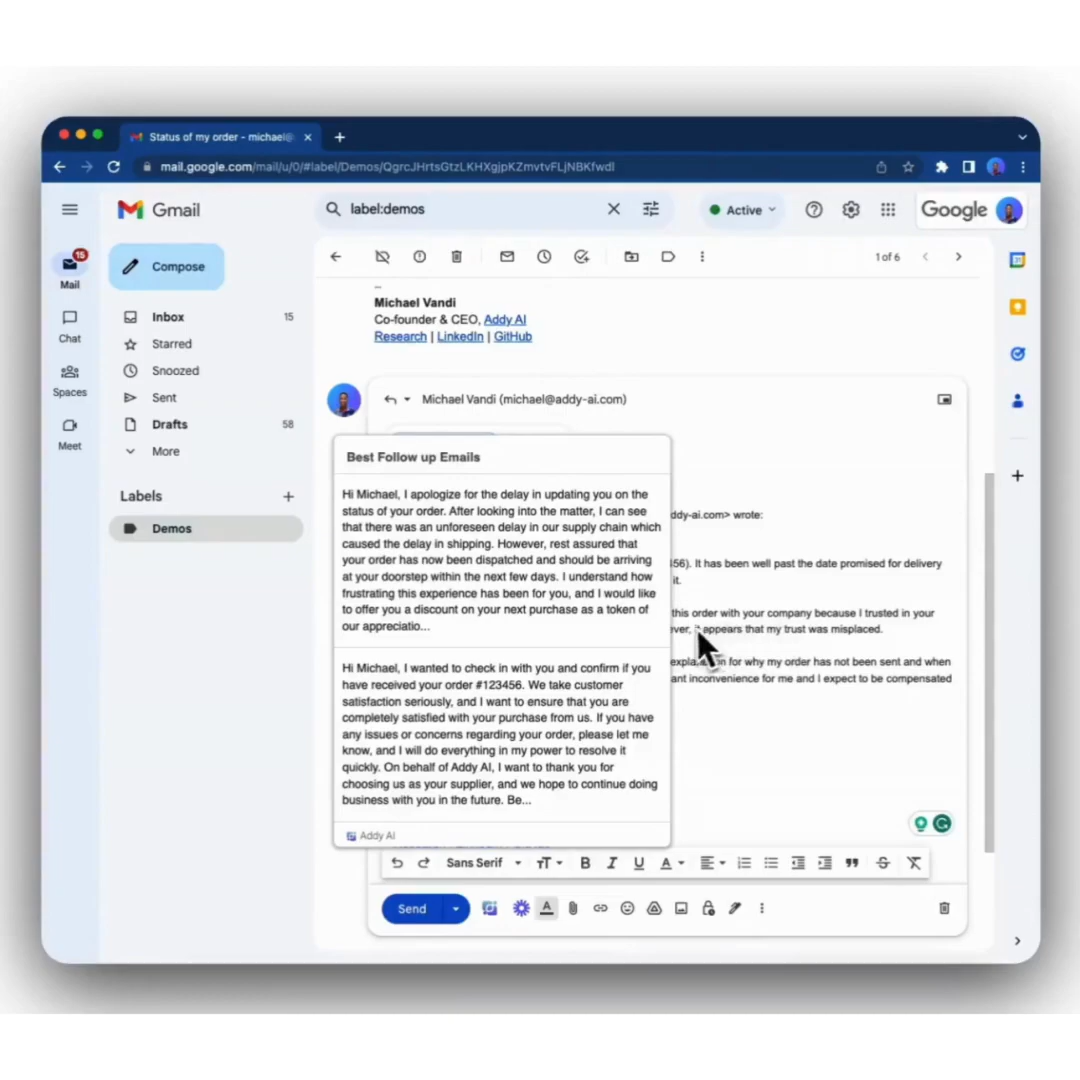 Status of my order - michael@
mail.google.com/mail/u/0/#label/Demos/QgrcJHrtsGtzLKHXgjpKZmvtvFLjNBKfwdl
Gmail
label:demos
Active
Google
15
Mail
Chat
Spaces
Meet
Compose
Inbox 15
Starred
Snoozed
Sent
Drafts 58
More
Labels
Demos
1 of 6
--
Michael Vandi
Co-founder & CEO, Addy AI
Research | LinkedIn | GitHub
Michael Vandi (michael@addy-ai.com)
Best Follow up Emails
Hi Michael, I apologize for the delay in updating you on the
status of your order. After looking into the matter, I can see
that there was an unforeseen delay in our supply chain which
caused the delay in shipping. However, rest assured that
your order has now been dispatched and should be arriving
at your doorstep within the next few days. I understand how
frustrating this experience has been for you, and I would like
to offer you a discount on your next purchase as a token of
our appreciatio...
Hi Michael, I wanted to check in with you and confirm if you
have received your order #123456. We take customer
satisfaction seriously, and I want to ensure that you are
completely satisfied with your purchase from us. If you have
any issues or concerns regarding your order, please let me
know, and I will do everything in my power to resolve it
quickly. On behalf of Addy AI, I want to thank you for
choosing us as your supplier, and we hope to continue doing
business with you in the future. Be...
Addy AI
ddy-ai.com> wrote:
56). It has been well past the date promised for delivery
it.
this order with your company because I trusted in your
ver, it appears that my trust was misplaced.
for why my order has not been sent and when
ant inconvenience for me and I expect to be compensated
Sans Serif
Send